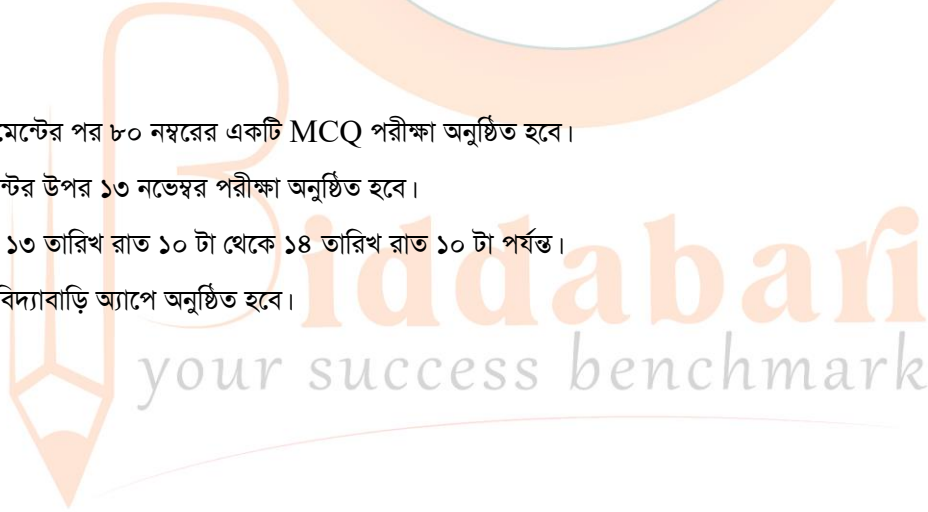 মেন্টের পর ৮০ নম্বরের একটি MCQ পরীক্ষা অনুষ্ঠিত হবে।
ন্টের উপর ১৩ নভেম্বর পরীক্ষা অনুষ্ঠিত হবে।
১৩ তারিখ রাত ১০ টা থেকে ১৪ তারিখ রাত ১০ টা পর্যন্ত।
বিদ্যাবাড়ি অ্যাপে অনুষ্ঠিত হবে।
Biddabari
your success benchmark